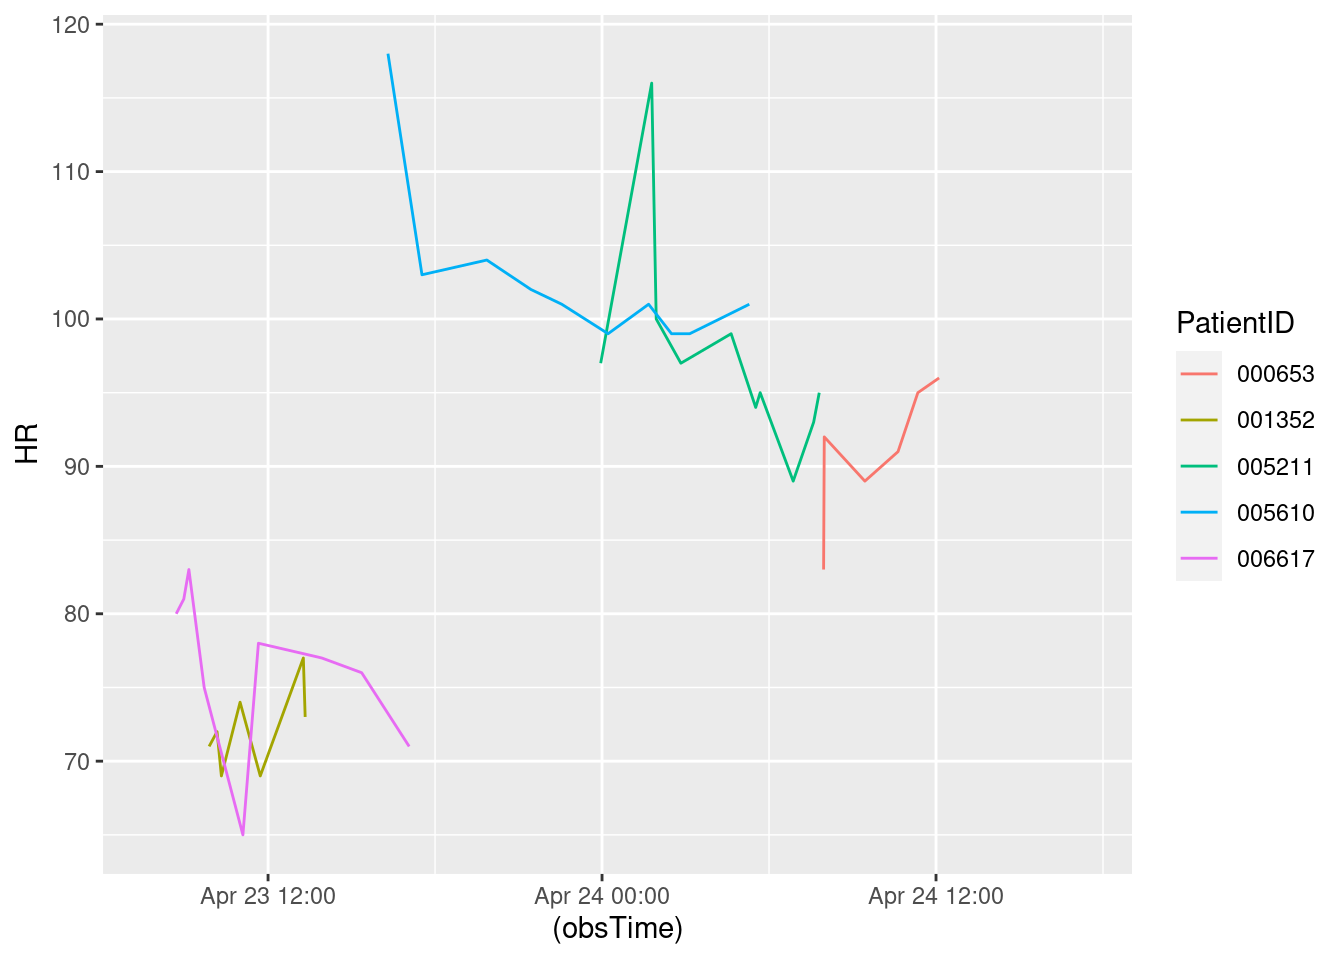 120
110
100
90
80
70
HR
Apr 23 12:00
Apr 24 00:00
Apr 24 12:00
(obsTime)
PatientID
000653
001352
005211
005610
006617